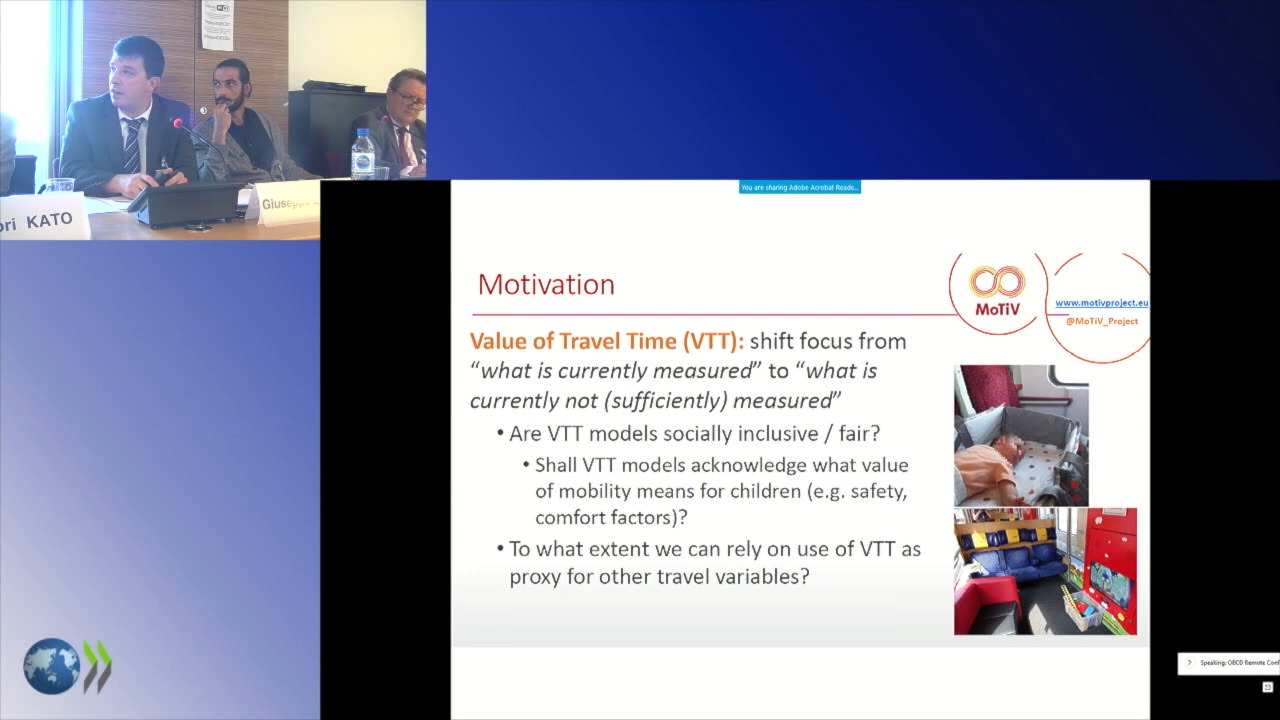 ori KATO
Giuseppe
You are sharing Adobe Acrobat Reade...
Motivation
MoTiV
www.motivproject.eu
@MoTiV_Project
Value of Travel Time (VTT): shift focus from
“what is currently measured” to “what is
currently not (sufficiently) measured”
• Are VTT models socially inclusive / fair?
• Shall VTT models acknowledge what value
of mobility means for children (e.g. safety,
comfort factors)?
• To what extent we can rely on use of VTT as
proxy for other travel variables?
Speaking: OECD Remote Conf